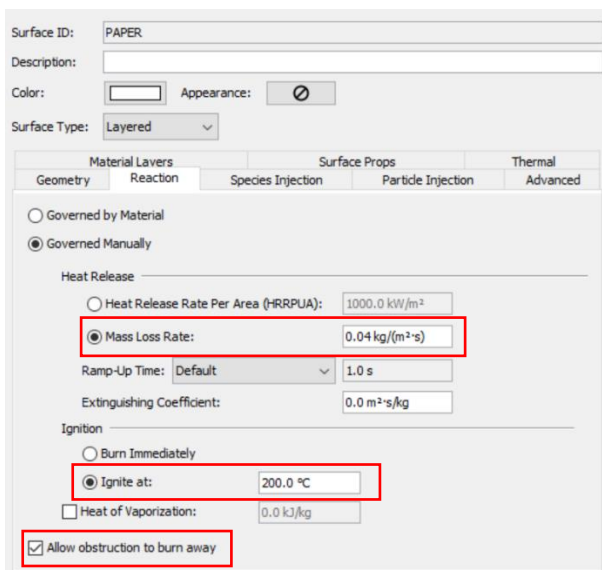 Surface ID: PAPER
Description:
Color: Appearance:
Surface Type: Layered
Material Layers Surface Props Thermal
Geometry Reaction Species Injection Particle Injection Advanced
Governed by Material
Governed Manually
Heat Release
Heat Release Rate Per Area (HRRPUA): 1000.0 kW/m²
Mass Loss Rate: 0.04 kg/(m²·s)
Ramp-Up Time: Default 1.0 s
Extinguishing Coefficient: 0.0 m²·s/kg
Ignition
Burn Immediately
Ignite at: 200.0 °C
Heat of Vaporization: 0.0 kJ/kg
Allow obstruction to burn away